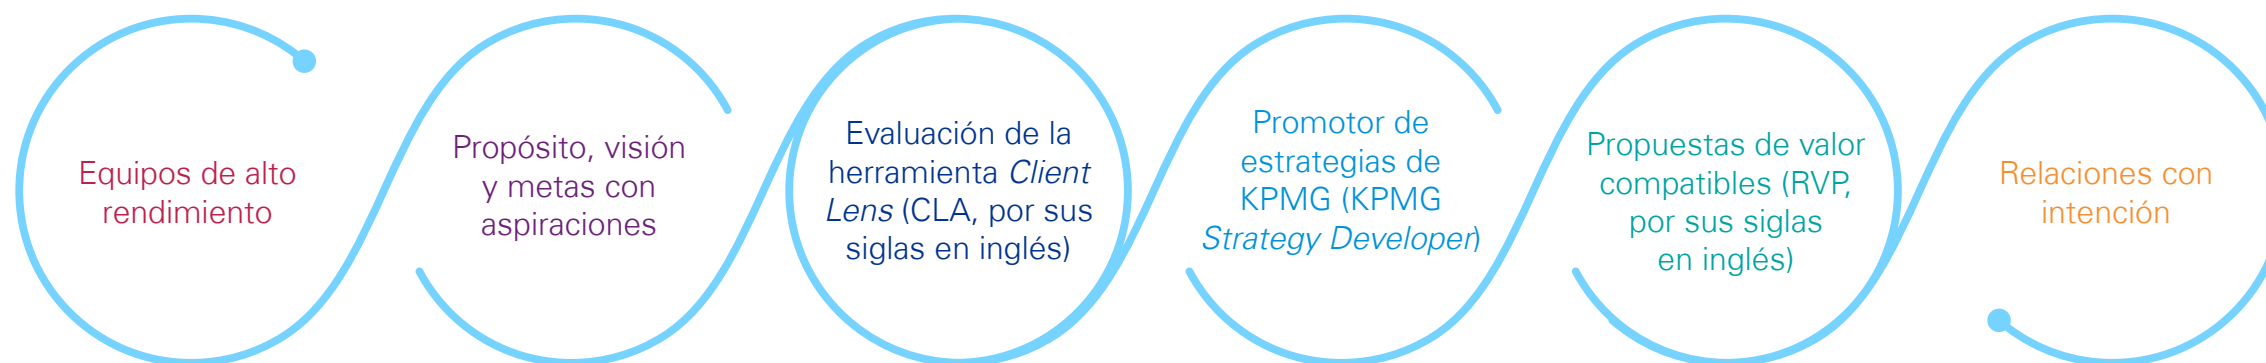 Equipos de alto
rendimiento
Propósito, visión
y metas con
aspiraciones
Evaluación de la
herramienta Client
Lens (CLA, por sus
siglas en inglés)
Promotor de
estrategias de
KPMG (KPMG
Strategy Developer)
Propuestas de valor
compatibles (RVP,
por sus siglas
en inglés)
Relaciones con
intención